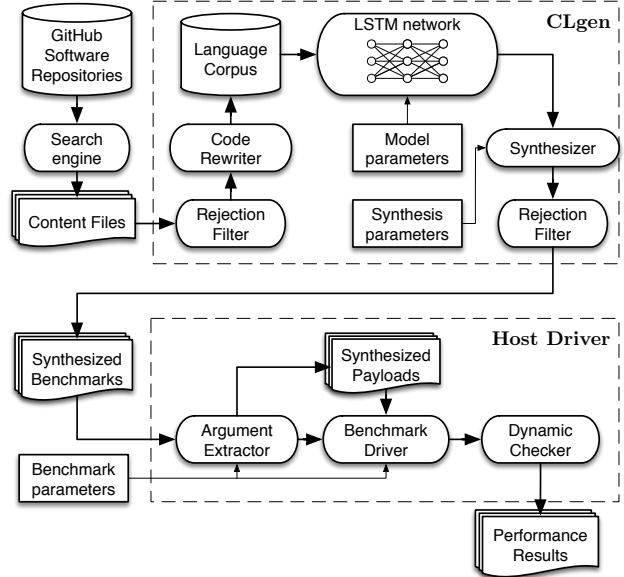 CLgen
GitHub
Software
Repositories
Language
Corpus
LSTM network
Search
engine
Code
Rewriter
Model
parameters
Synthesizer
Content Files
Rejection
Filter
Synthesis
parameters
Rejection
Filter
Host Driver
Synthesized
Benchmarks
Synthesized
Payloads
Argument
Extractor
Benchmark
Driver
Dynamic
Checker
Benchmark
parameters
Performance
Results